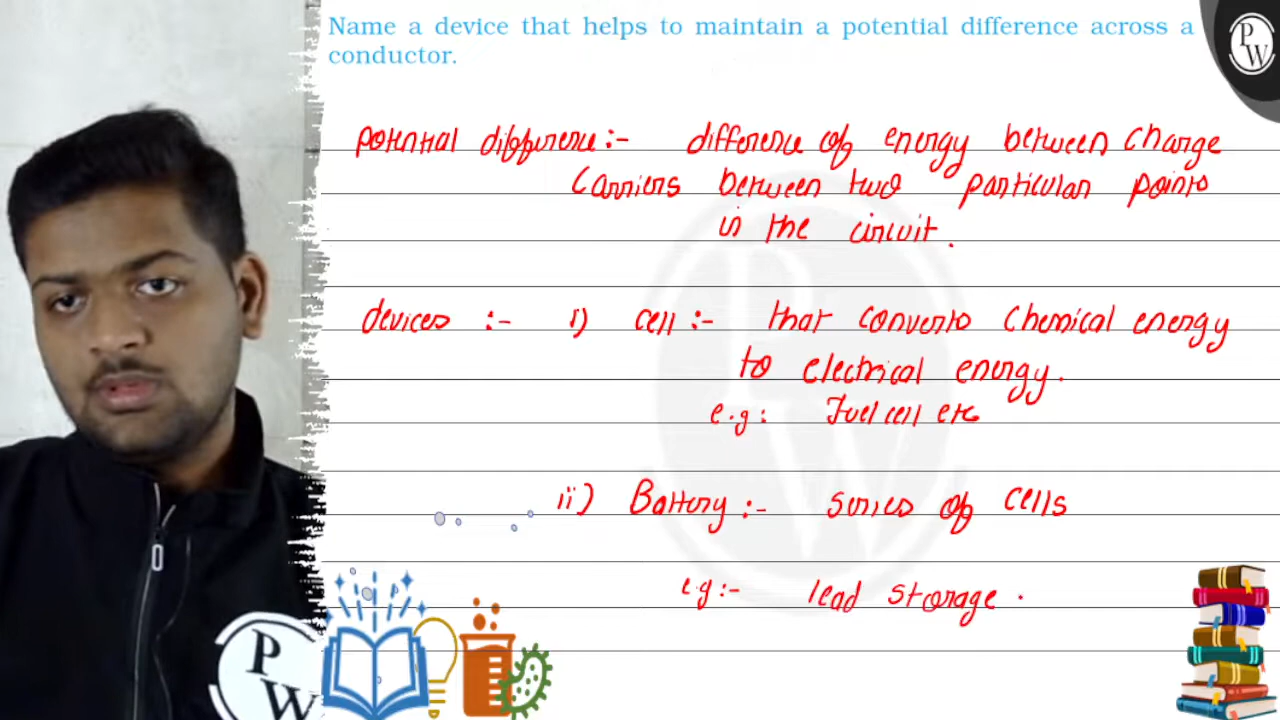 Name a device that helps to maintain a potential difference across a
conductor.
PW
potential difference :- difference of energy between charge
carriers between two particular points
in the circuit.
devices :- i) cell :- that converts chemical energy
to electrical energy.
e.g : Fuel cell etc
ii) Battery :- series of cells
e.g :- lead storage .
PW